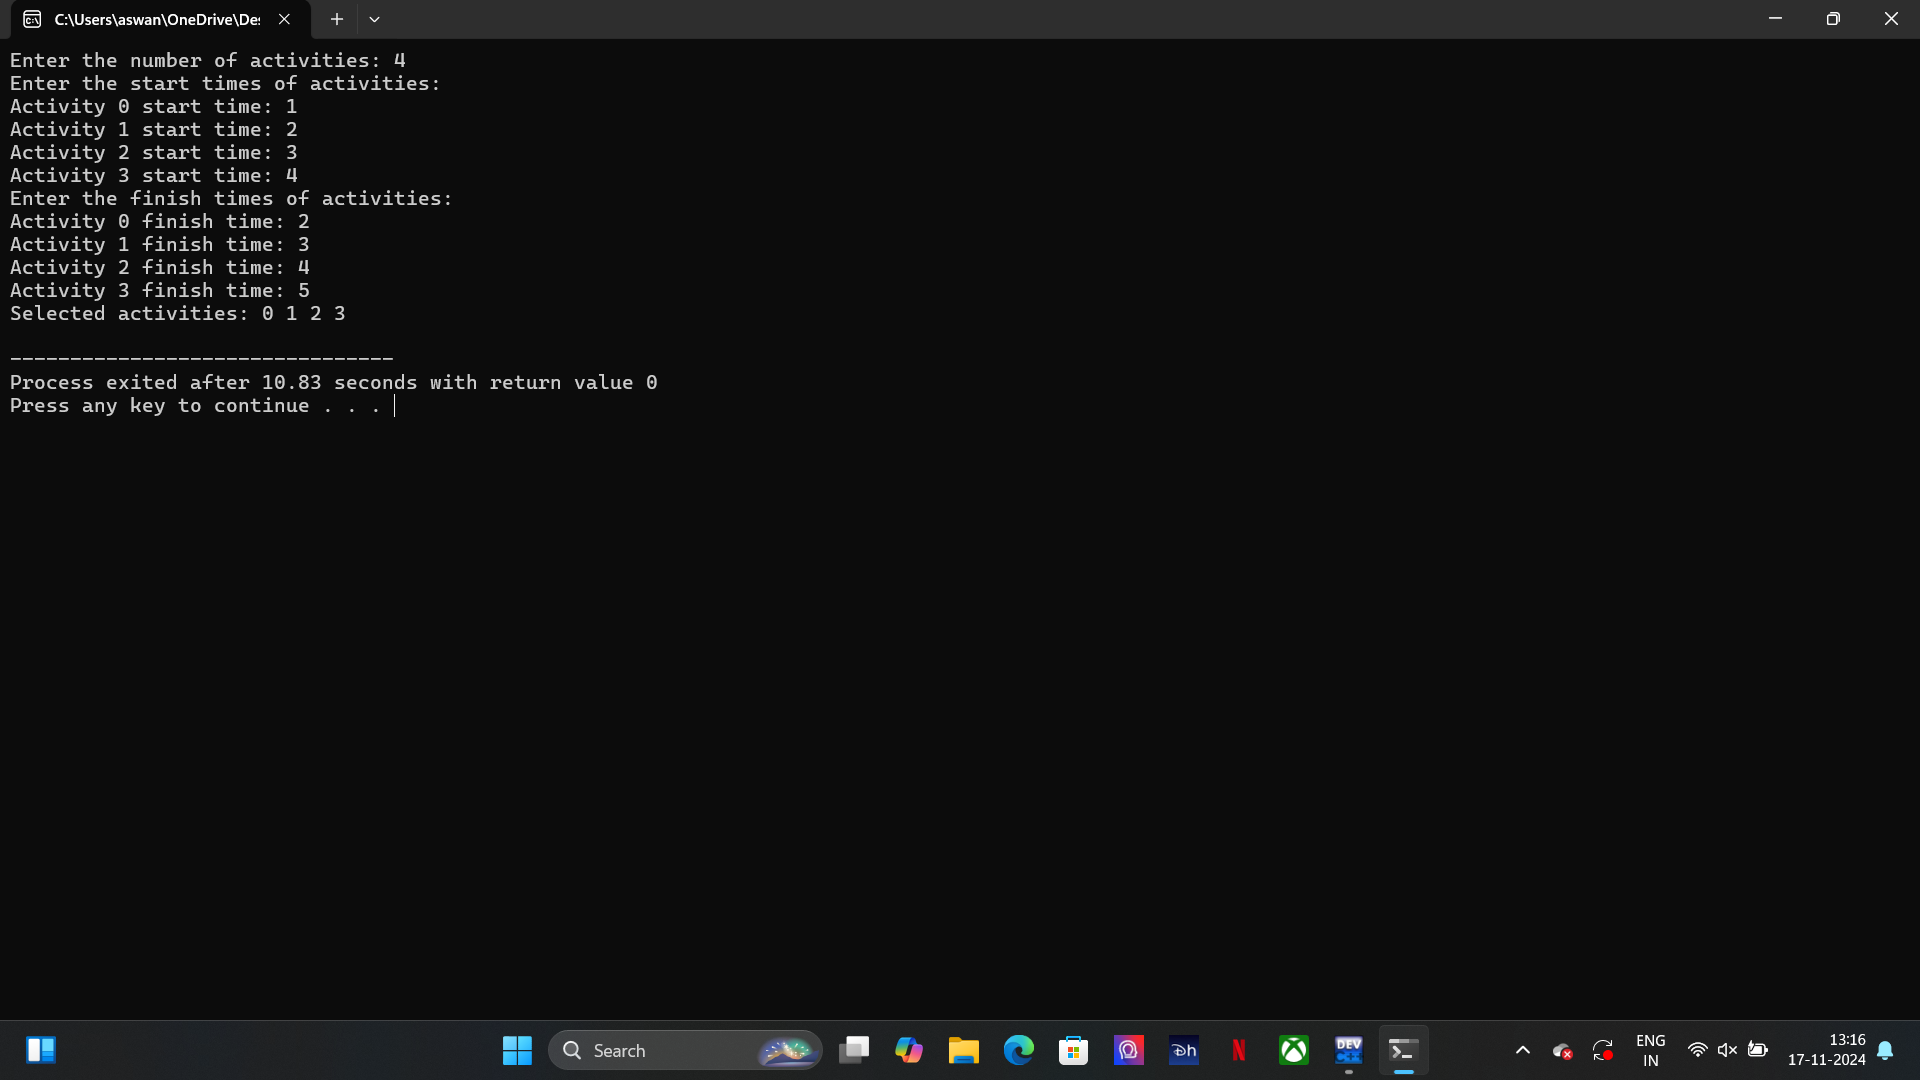 C:\Users\aswan\OneDrive\Des
Enter the number of activities: 4
Enter the start times of activities:
Activity 0 start time: 1
Activity 1 start time: 2
Activity 2 start time: 3
Activity 3 start time: 4
Enter the finish times of activities:
Activity 0 finish time: 2
Activity 1 finish time: 3
Activity 2 finish time: 4
Activity 3 finish time: 5
Selected activities: 0 1 2 3
--------------------------------
Process exited after 10.83 seconds with return value 0
Press any key to continue . . .
Search
Dh
N
DEV
C++
ENG
IN
13:16
17-11-2024